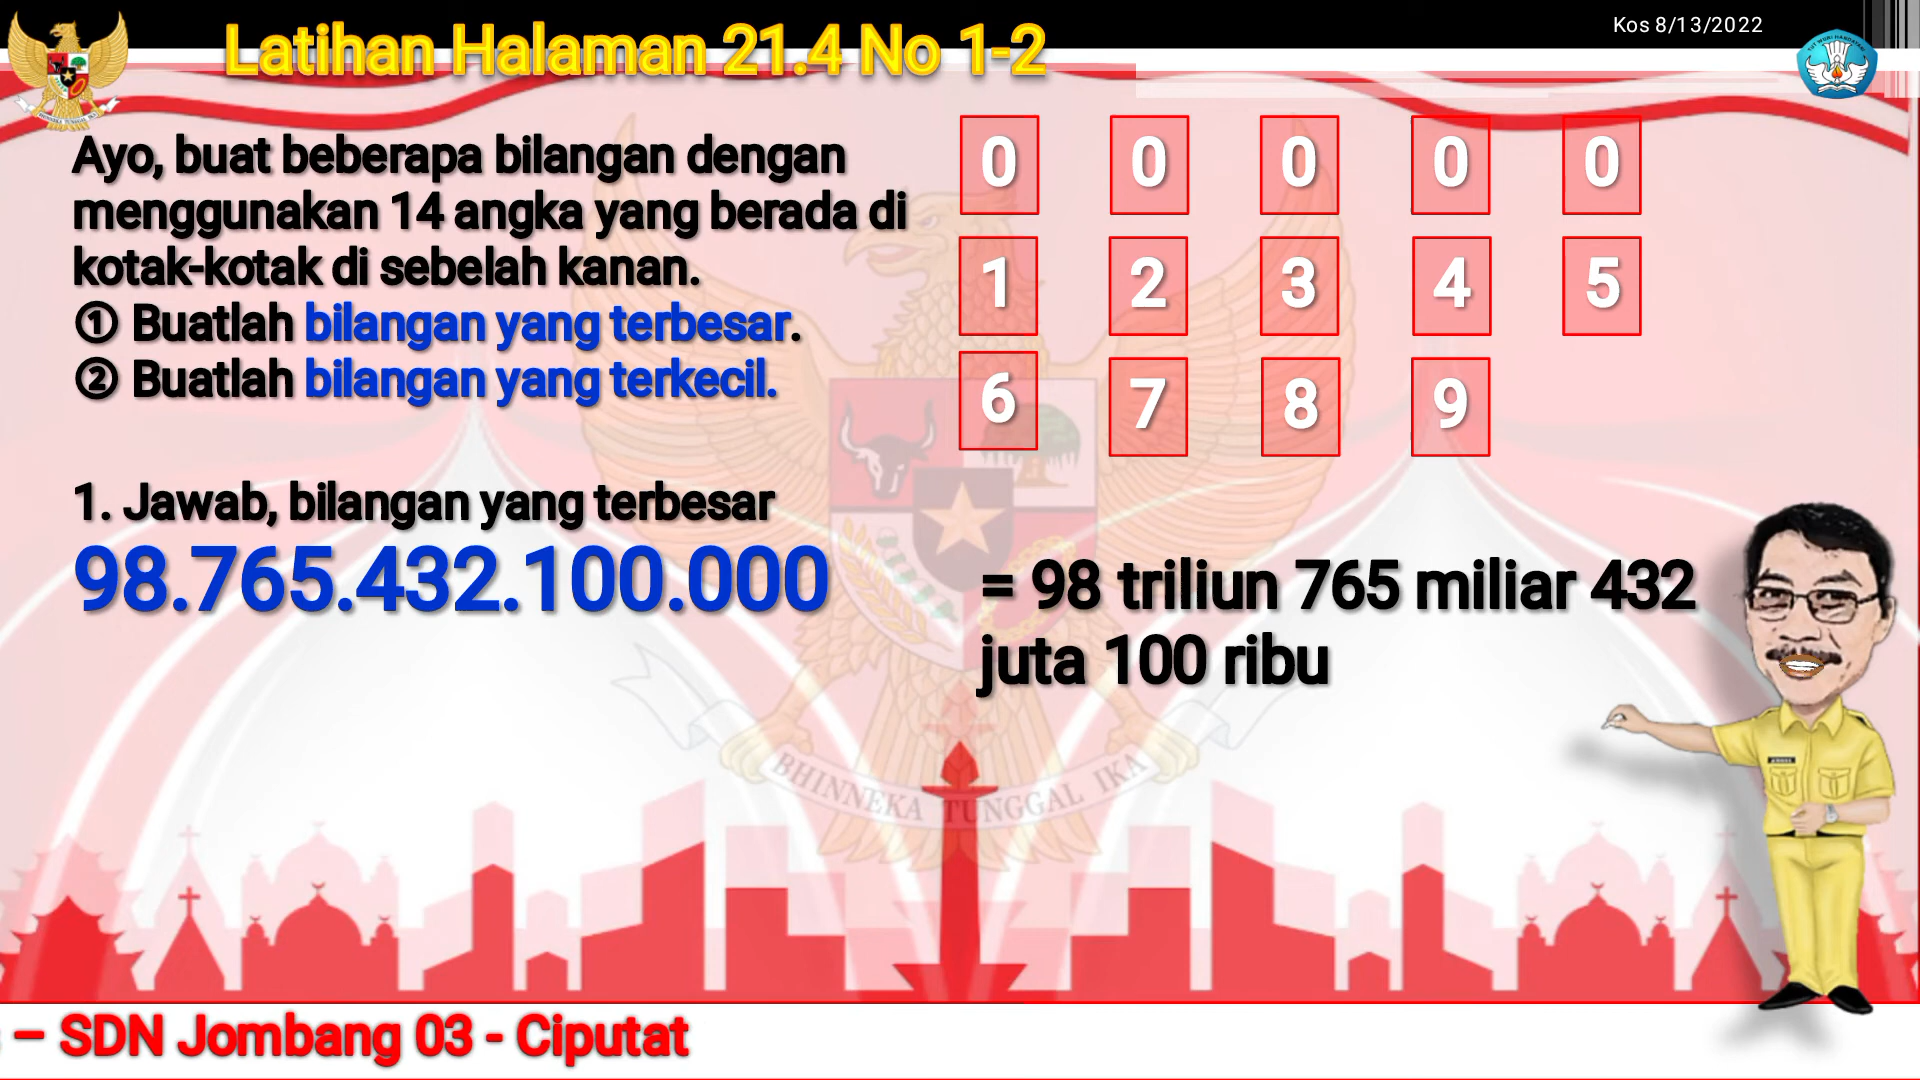 Latihan Halaman 21.4 No 1-2
Kos 8/13/2022
Ayo, buat beberapa bilangan dengan
menggunakan 14 angka yang berada di
kotak-kotak di sebelah kanan.
① Buatlah bilangan yang terbesar.
② Buatlah bilangan yang terkecil.
0 0 0 0 0
1 2 3 4 5
6 7 8 9
1. Jawab, bilangan yang terbesar
98.765.432.100.000
= 98 triliun 765 miliar 432
juta 100 ribu
BHINNEKA TUNGGAL IKA
– SDN Jombang 03 - Ciputat